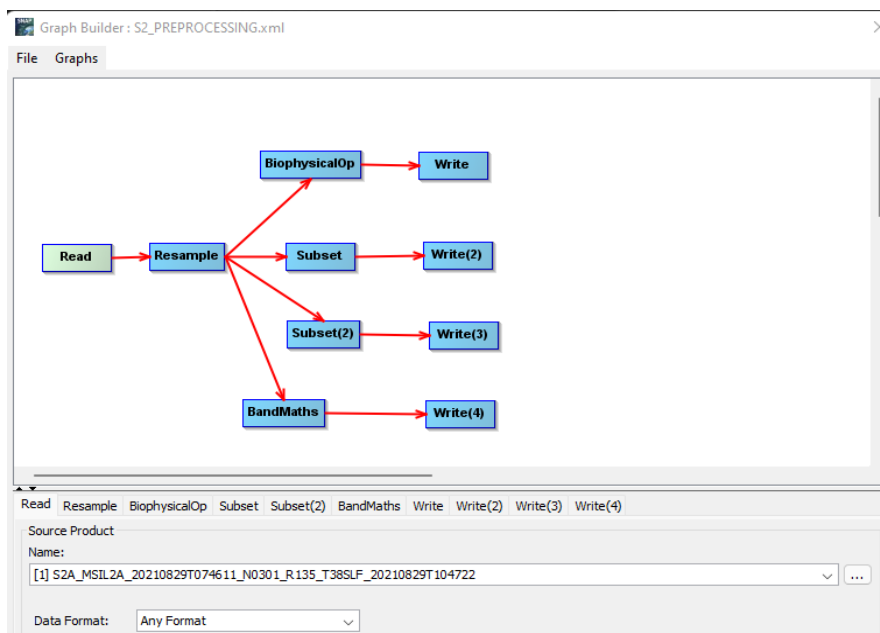 SNAP
Graph Builder : S2_PREPROCESSING.xml
File Graphs
BiophysicalOp Write
Read Resample Subset Write(2)
Subset(2) Write(3)
BandMaths Write(4)
Read Resample BiophysicalOp Subset Subset(2) BandMaths Write Write(2) Write(3) Write(4)
Source Product
Name:
[1] S2A_MSIL2A_20210829T074611_N0301_R135_T38SLF_20210829T104722
...
Data Format: Any Format